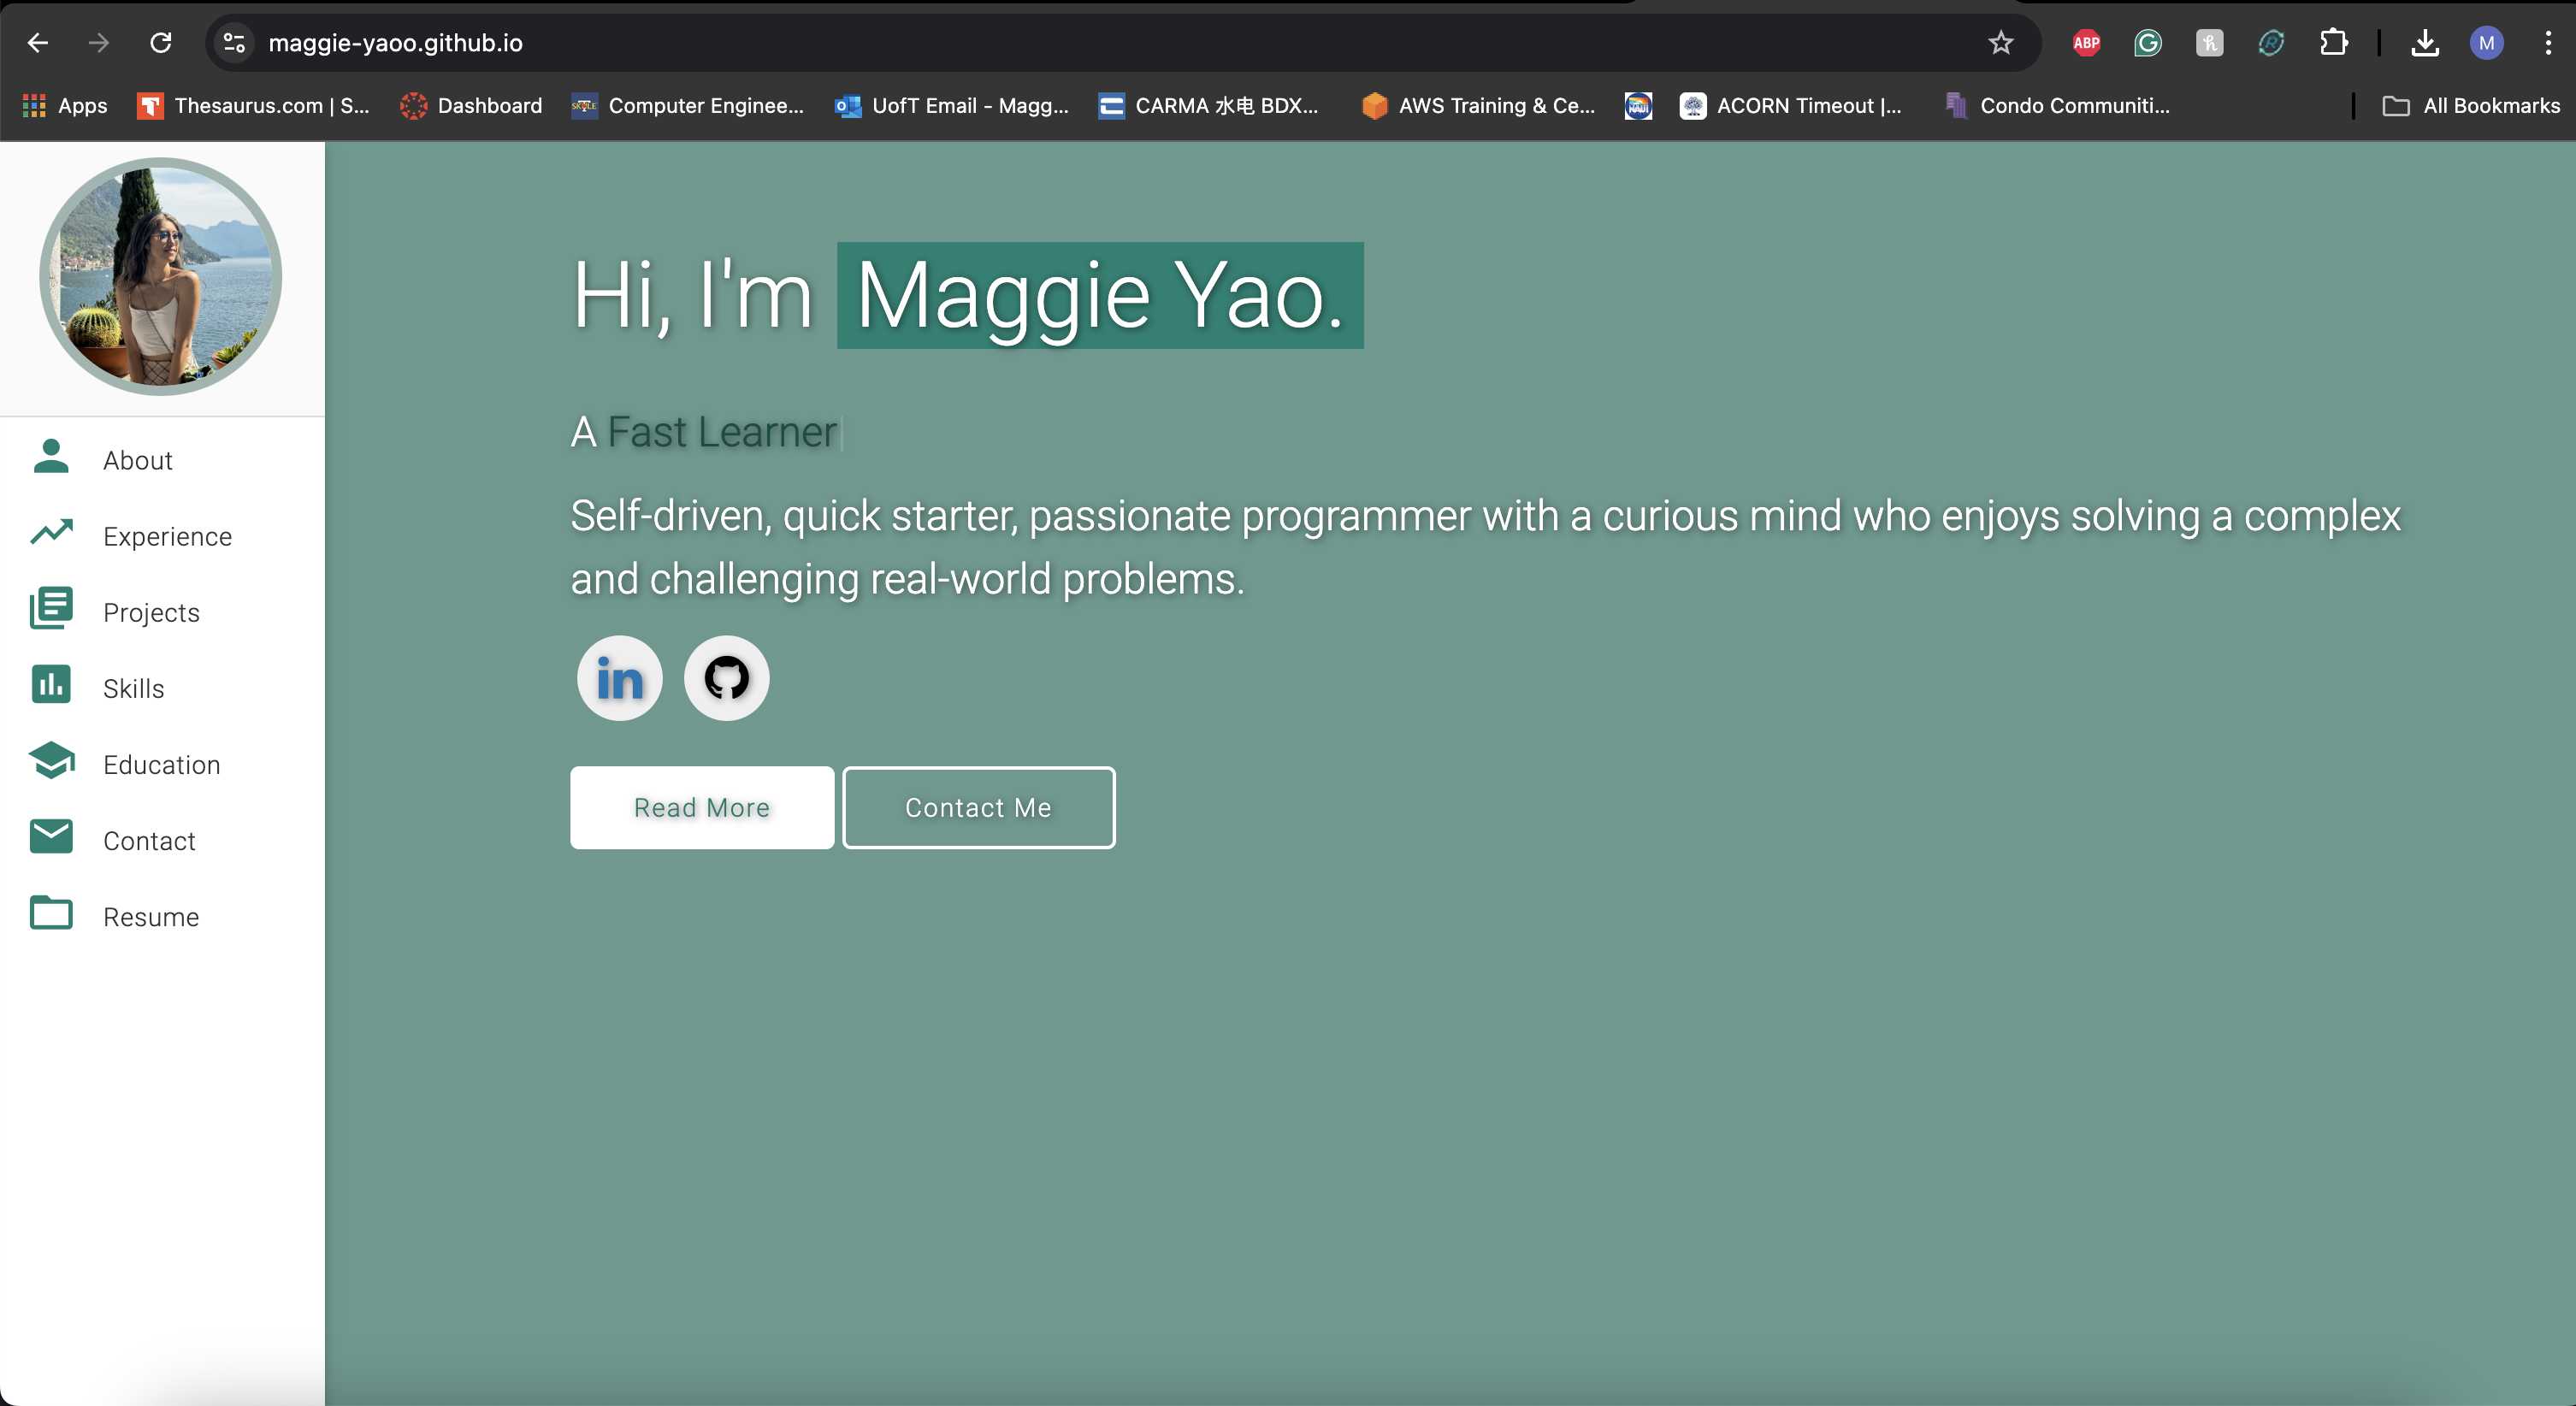 maggie-yaoo.github.io
ABP
M
Apps
Thesaurus.com | S...
Dashboard
Computer Enginee...
UofT Email - Magg...
CARMA 水电 BDX...
AWS Training & Ce...
ACORN Timeout |...
Condo Communiti...
All Bookmarks
Hi, I'm Maggie Yao.
A Fast Learner
Self-driven, quick starter, passionate programmer with a curious mind who enjoys solving a complex
and challenging real-world problems.
in
Read More
Contact Me
About
Experience
Projects
Skills
Education
Contact
Resume